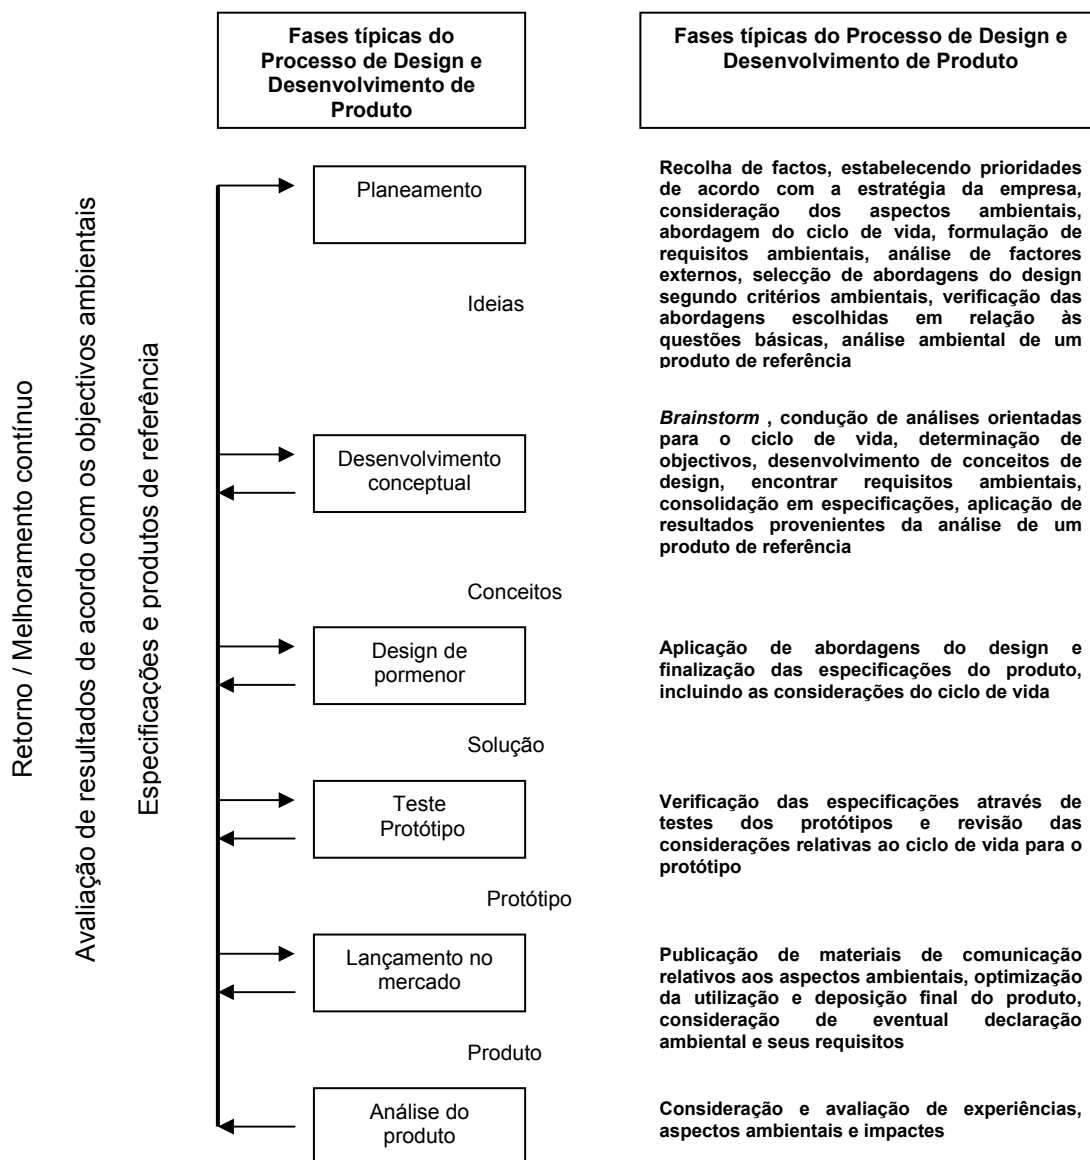 Fases típicas do
Processo de Design e
Desenvolvimento de
Produto
Fases típicas do Processo de Design e
Desenvolvimento de Produto
Retorno / Melhoramento contínuo
Avaliação de resultados de acordo com os objectivos ambientais
Especificações e produtos de referência
Planeamento
Recolha de factos, estabelecendo prioridades
de acordo com a estratégia da empresa,
consideração dos aspectos ambientais,
abordagem do ciclo de vida, formulação de
requisitos ambientais, análise de factores
externos, selecção de abordagens do design
segundo critérios ambientais, verificação das
abordagens escolhidas em relação às
questões básicas, análise ambiental de um
produto de referência
Ideias
Desenvolvimento
conceptual
Brainstorm , condução de análises orientadas
para o ciclo de vida, determinação de
objectivos, desenvolvimento de conceitos de
design, encontrar requisitos ambientais,
consolidação em especificações, aplicação de
resultados provenientes da análise de um
produto de referência
Conceitos
Design de
pormenor
Aplicação de abordagens do design e
finalização das especificações do produto,
incluindo as considerações do ciclo de vida
Solução
Teste
Protótipo
Verificação das especificações através de
testes dos protótipos e revisão das
considerações relativas ao ciclo de vida para o
protótipo
Protótipo
Lançamento no
mercado
Publicação de materiais de comunicação
relativos aos aspectos ambientais, optimização
da utilização e deposição final do produto,
consideração de eventual declaração
ambiental e seus requisitos
Produto
Análise do
produto
Consideração e avaliação de experiências,
aspectos ambientais e impactes